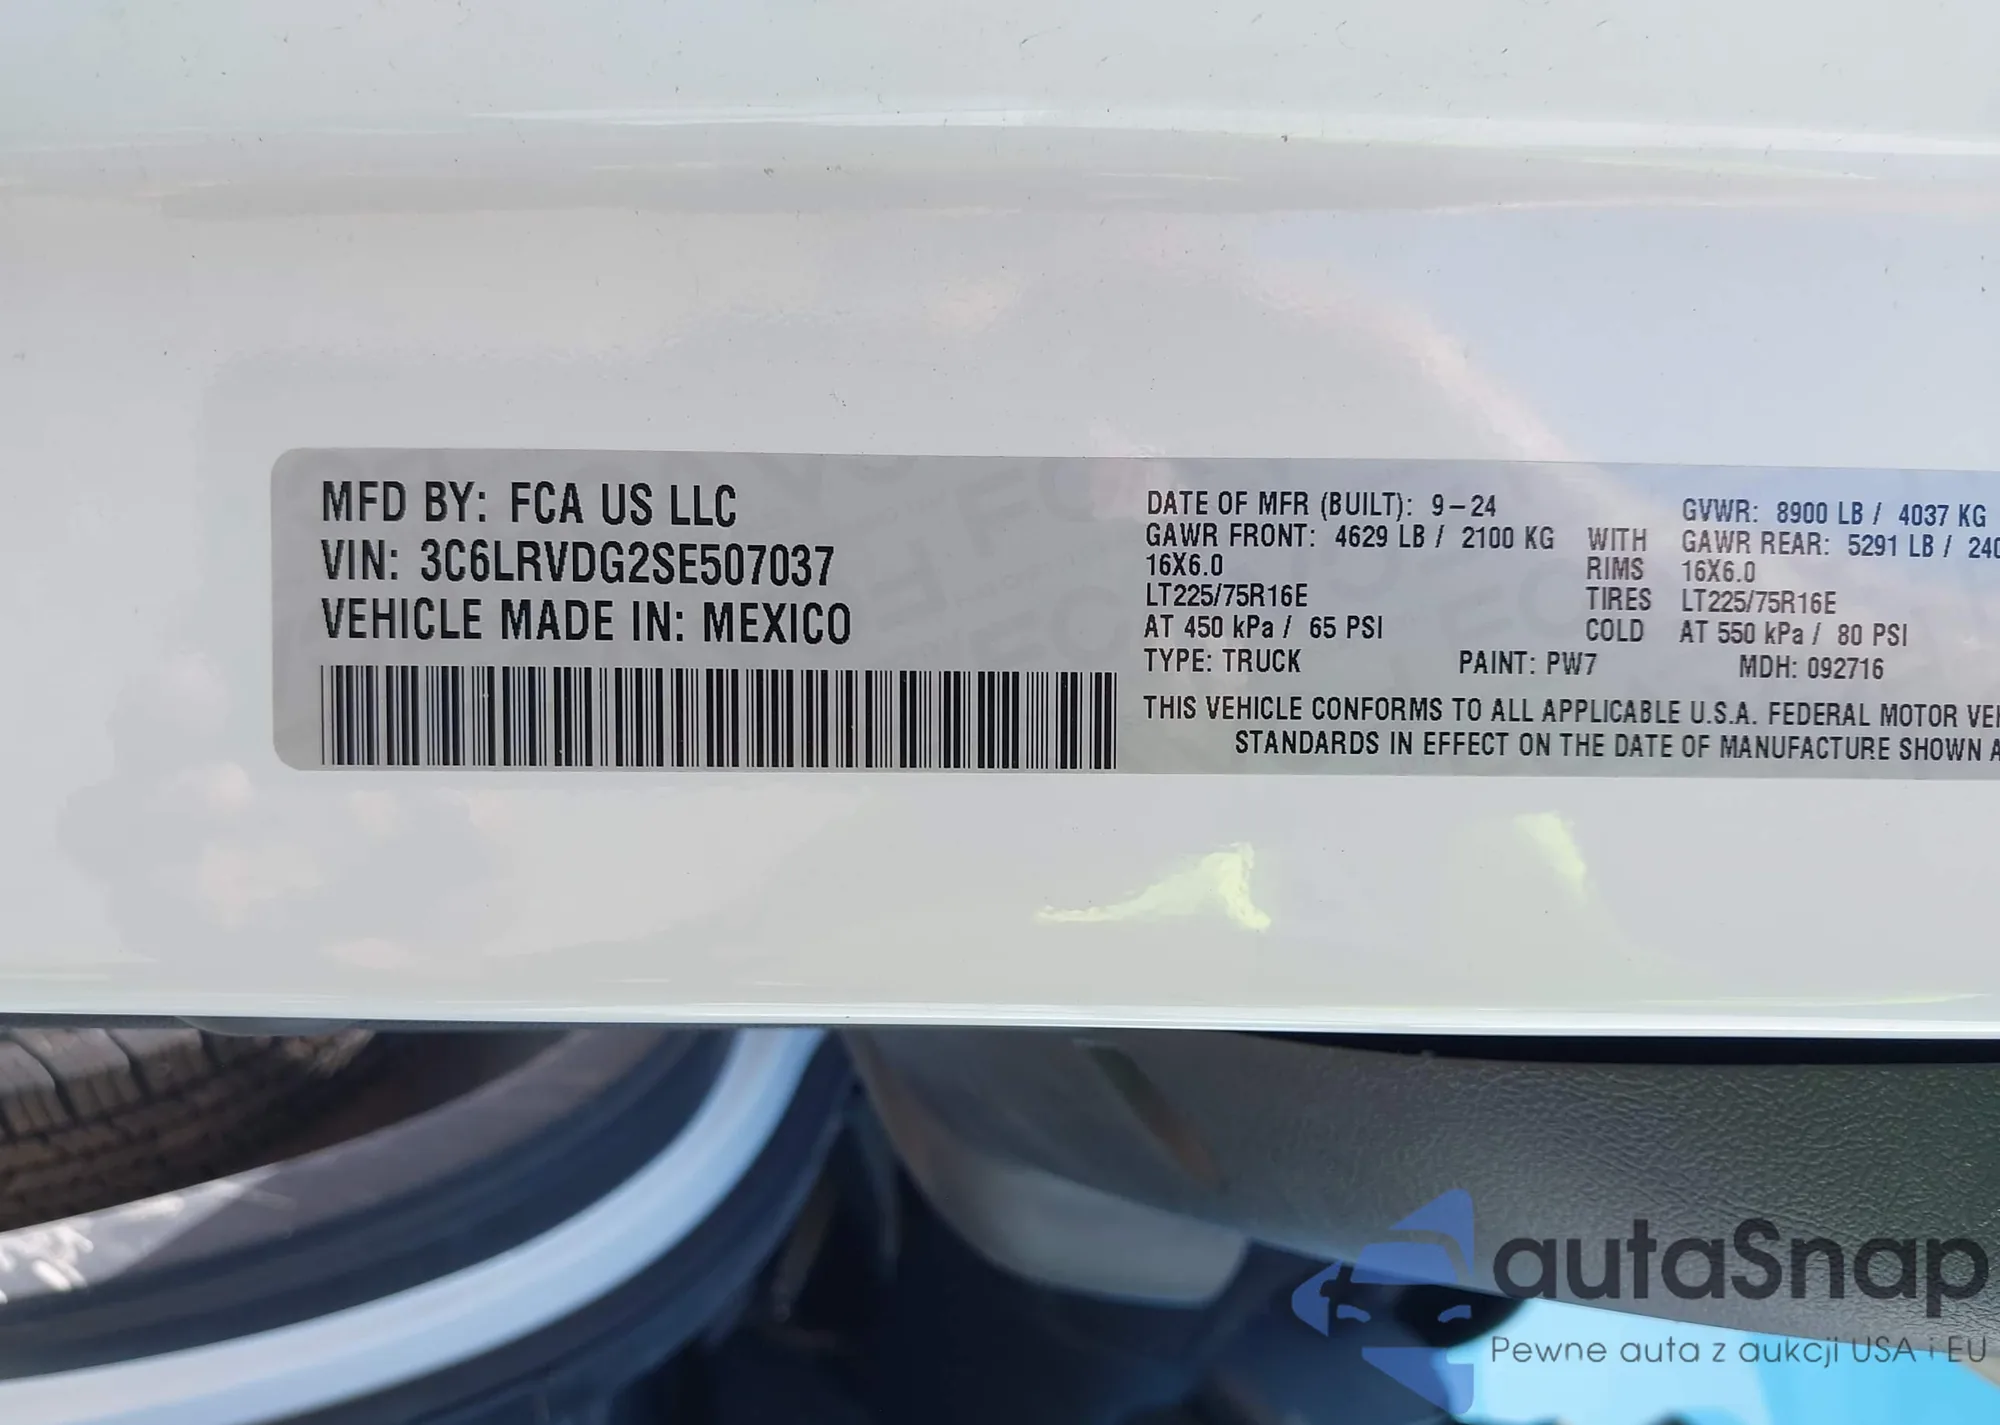 MFD BY: FCA US LLC
VIN: 3C6LRVDG2SE507037
VEHICLE MADE IN: MEXICO
DATE OF MFR (BUILT): 9-24 GVWR: 8900 LB / 4037 KG
GAWR FRONT: 4629 LB / 2100 KG WITH GAWR REAR: 5291 LB / 240
16X6.0 RIMS 16X6.0
LT225/75R16E TIRES LT225/75R16E
AT 450 kPa / 65 PSI COLD AT 550 kPa / 80 PSI
TYPE: TRUCK PAINT: PW7 MDH: 092716
THIS VEHICLE CONFORMS TO ALL APPLICABLE U.S.A. FEDERAL MOTOR VEH
STANDARDS IN EFFECT ON THE DATE OF MANUFACTURE SHOWN A
autaSnap
Pewne auta z aukcji USA i EU